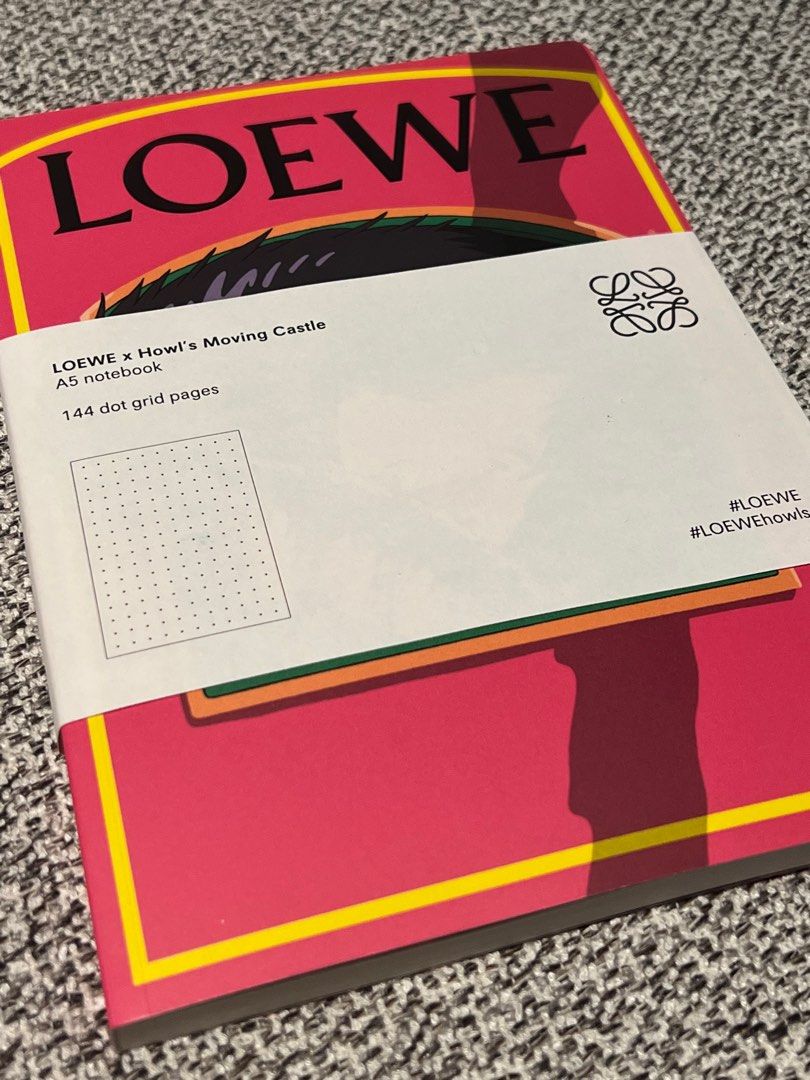 LOEWE
LOEWE x Howl's Moving Castle
A5 notebook
144 dot grid pages
#LOEWE
#LOEWEhowls